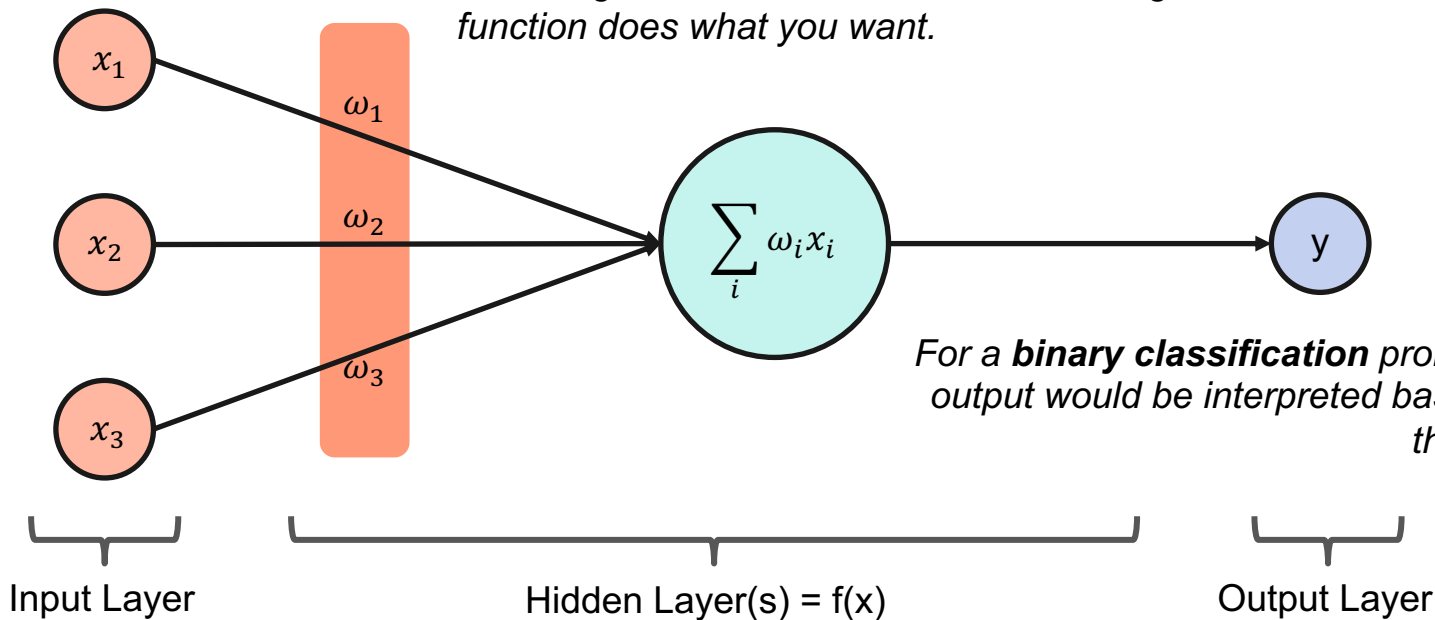 function does what you want.
x₁
ω₁
ω₂
x₂
∑ᵢ ωᵢxᵢ
y
ω₃
x₃
For a binary classification
output would be interpreted
Input Layer
Hidden Layer(s) = f(x)
Output Layer